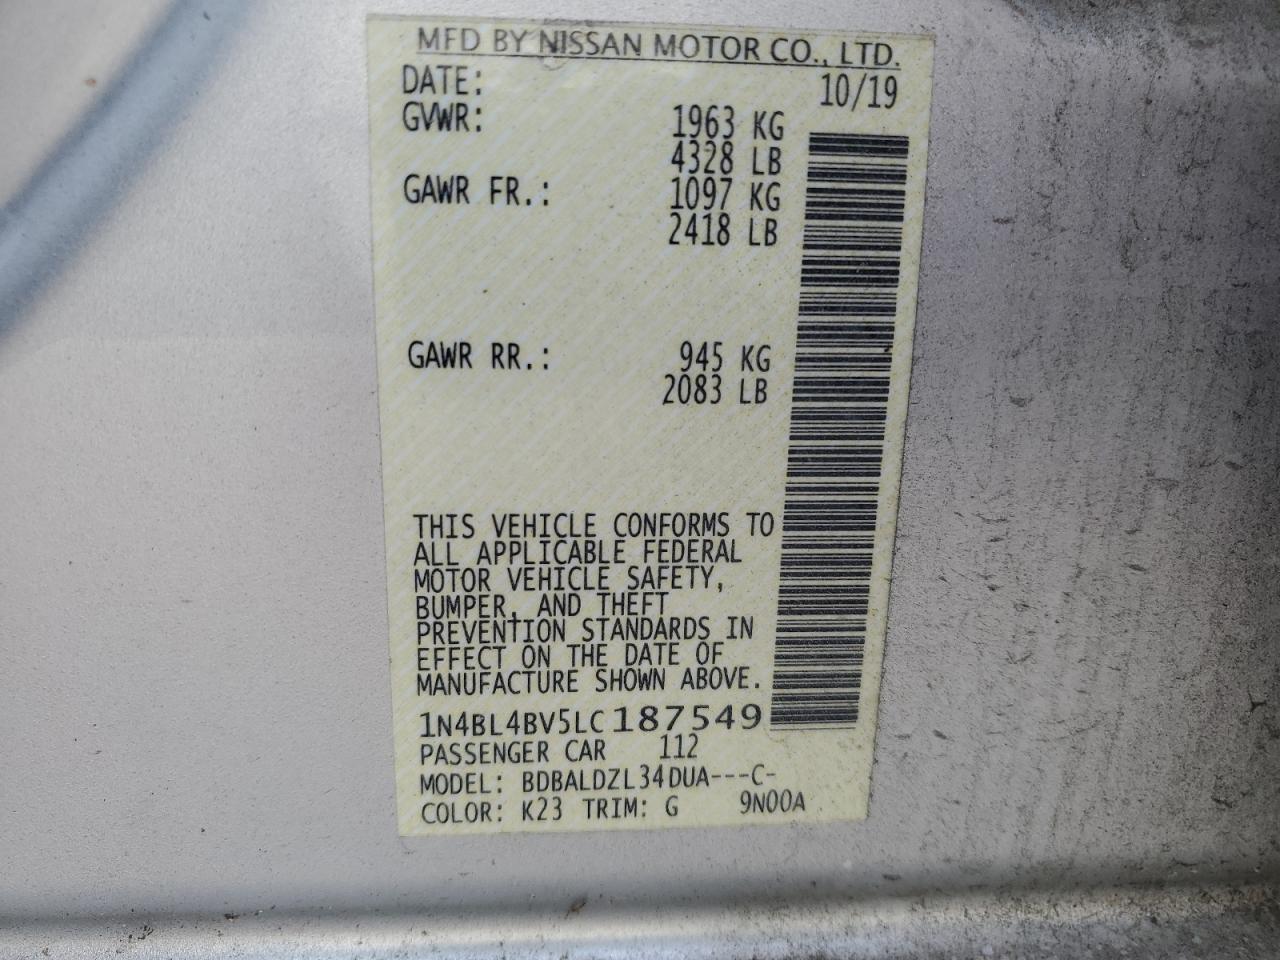 MFD BY NISSAN MOTOR CO., LTD.
DATE: 10/19
GVWR: 1963 KG
4328 LB
GAWR FR.: 1097 KG
2418 LB
GAWR RR.: 945 KG
2083 LB
THIS VEHICLE CONFORMS TO
ALL APPLICABLE FEDERAL
MOTOR VEHICLE SAFETY,
BUMPER, AND THEFT
PREVENTION STANDARDS IN
EFFECT ON THE DATE OF
MANUFACTURE SHOWN ABOVE.
1N4BL4BV5LC187549
PASSENGER CAR 112
MODEL: BDBALDZL34DUA---C-
COLOR: K23 TRIM: G 9N00A